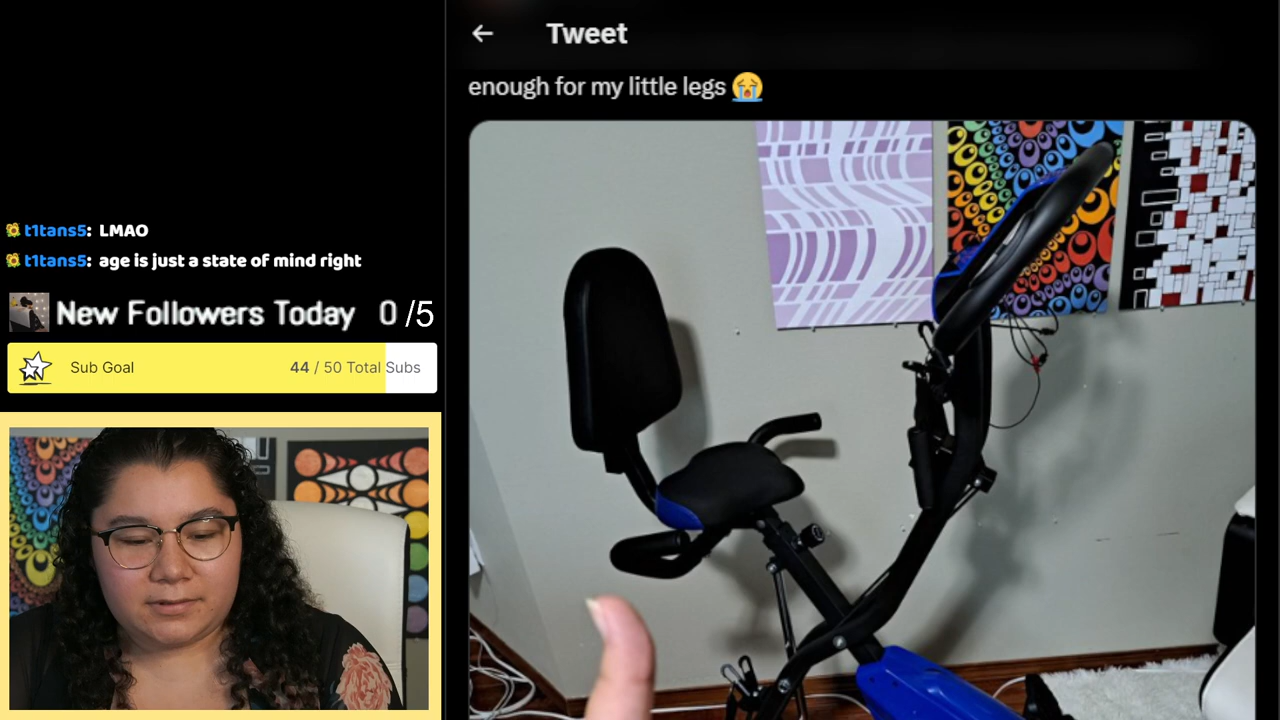 Tweet
enough for my little legs 😭
t1tans5: LMAO
t1tans5: age is just a state of mind right
New Followers Today 0 /5
Sub Goal 44 / 50 Total Subs